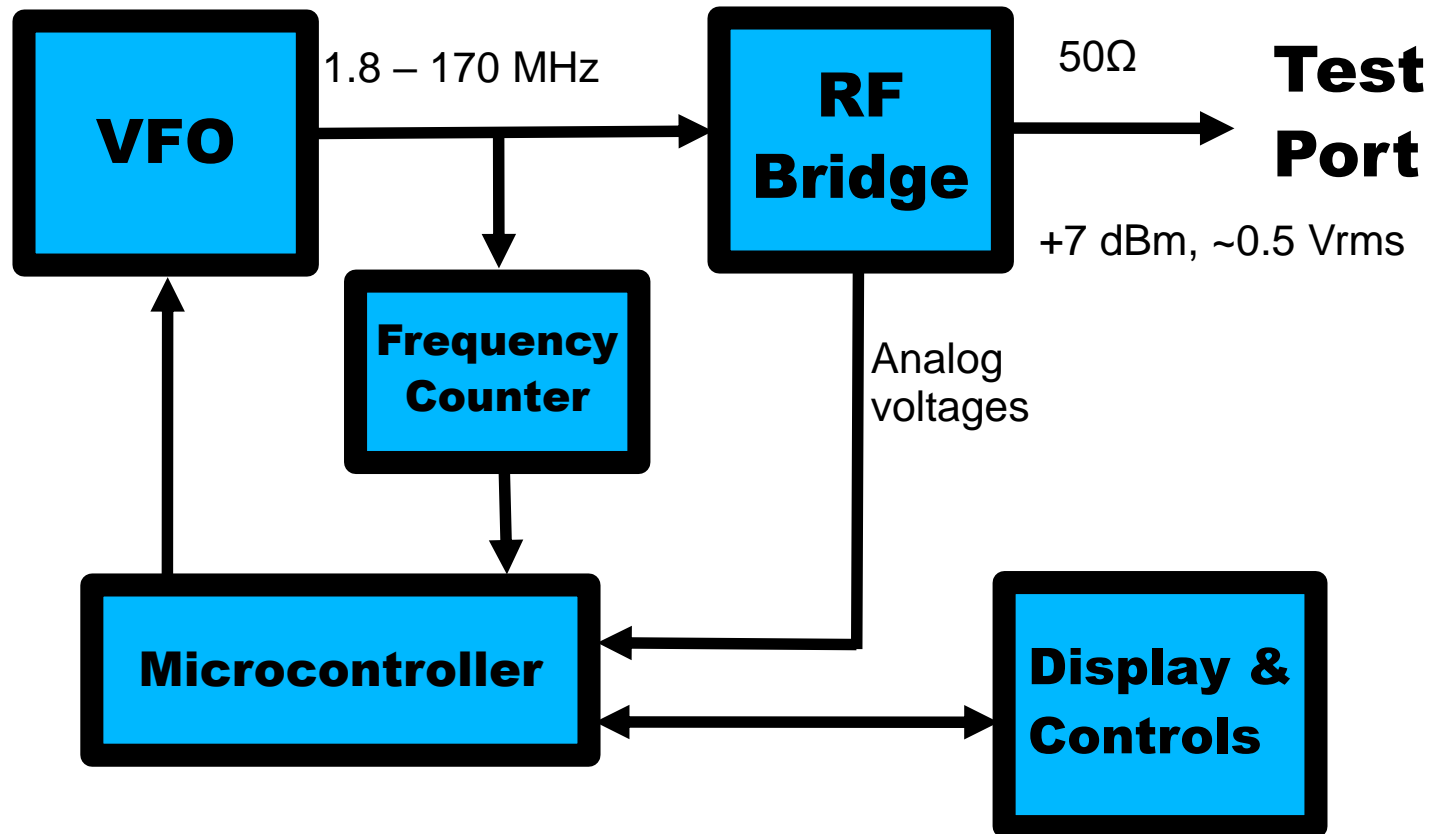 VFO
1.8 – 170 MHz
RF
Bridge
50Ω
Test
Port
+7 dBm, ~0.5 Vrms
Frequency
Counter
Analog
voltages
Microcontroller
Display &
Controls